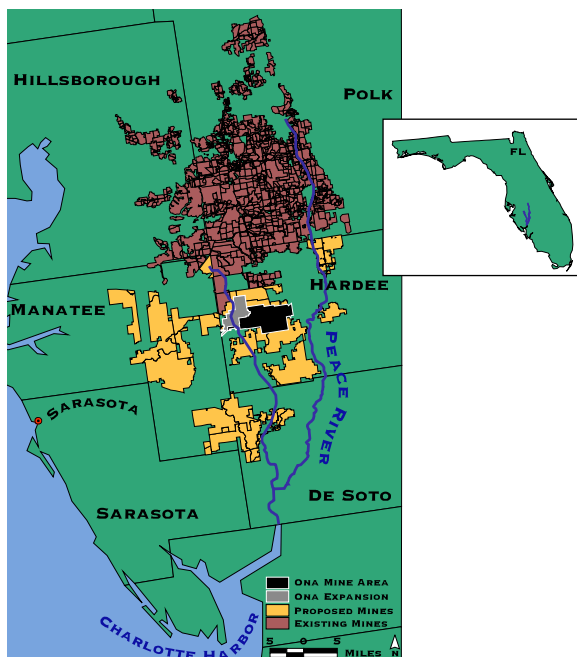 Hillsborough
Polk
FL
Manatee
Hardee
Peace River
Sarasota
Sarasota
De Soto
Charlotte Harbor
Ona Mine Area
Ona Expansion
Proposed Mines
Existing Mines
5 0 5
Miles N